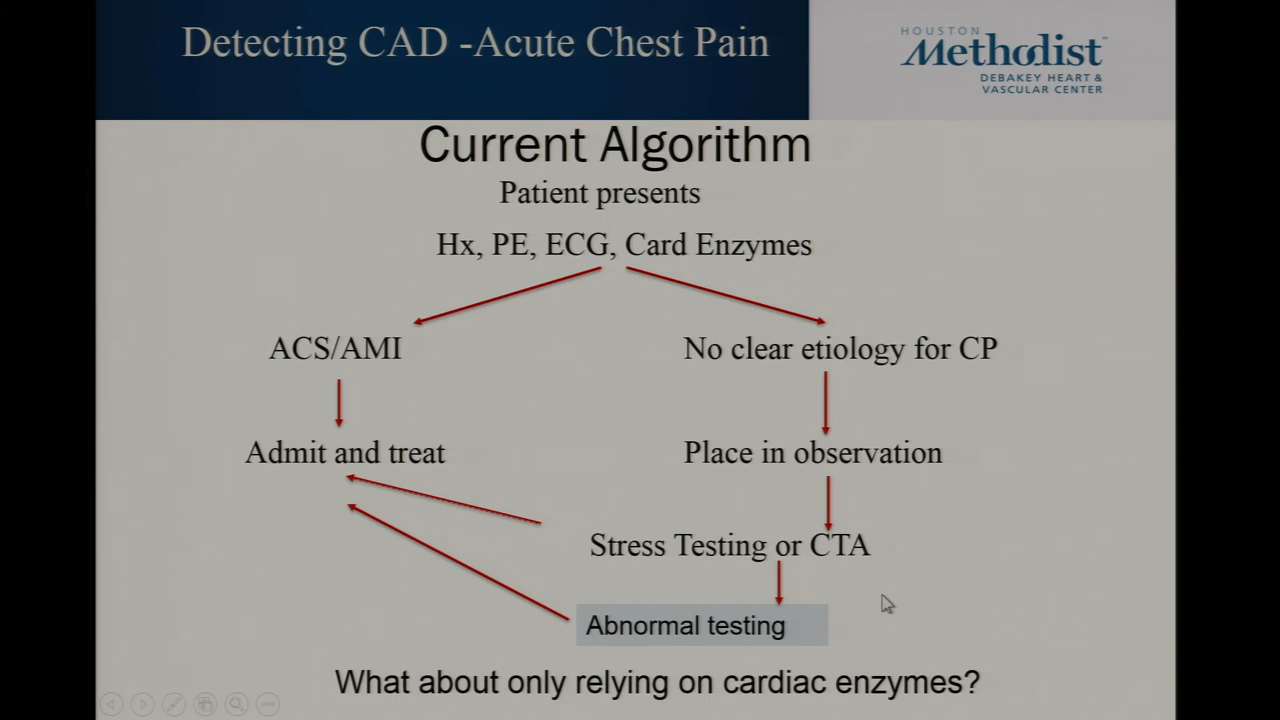 Detecting CAD -Acute Chest Pain
HOUSTON
Methodist
DEBAKEY HEART &
VASCULAR CENTER
Current Algorithm
Patient presents
Hx, PE, ECG, Card Enzymes
ACS/AMI
No clear etiology for CP
Admit and treat
Place in observation
Stress Testing or CTA
Abnormal testing
What about only relying on cardiac enzymes?